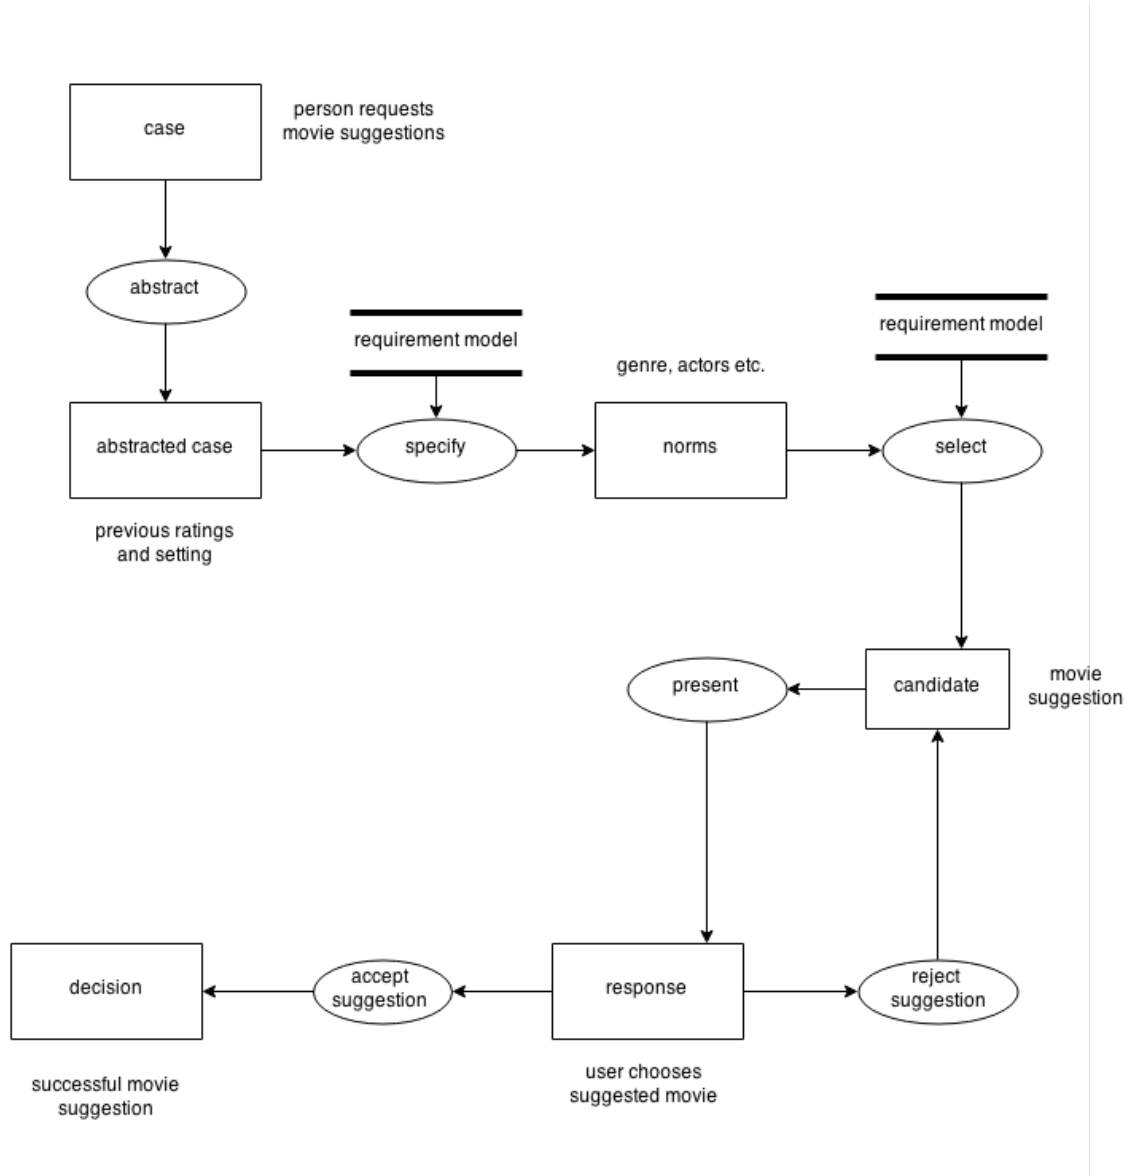 case
person requests
movie suggestions
abstract
requirement model
requirement model
genre, actors etc.
abstracted case
specify
norms
select
previous ratings
and setting
present
candidate
movie
suggestion
decision
accept
suggestion
response
reject
suggestion
successful movie
suggestion
user chooses
suggested movie